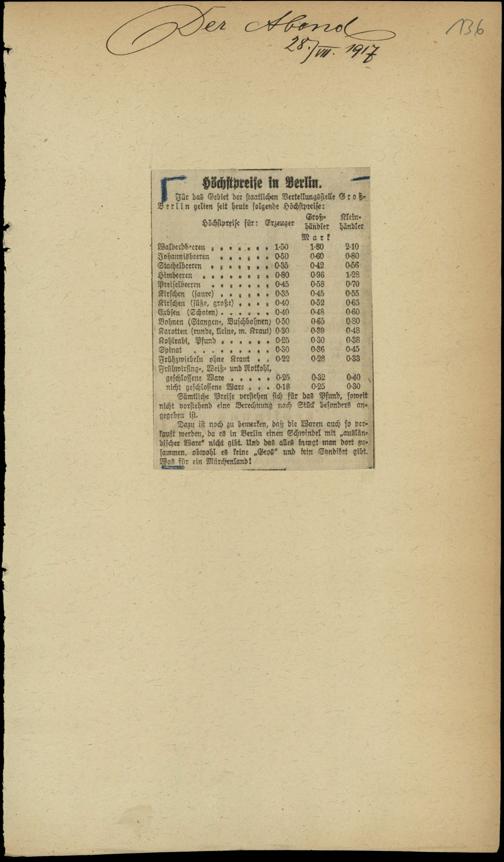 Der Abend
28./VII. 1917
136
Höchstpreise in Berlin.
Für das Gebiet der staatlichen Verteilungsstelle Groß-
Berlin gelten seit heute folgende Höchstpreise:
Höchstpreise für: Erzeuger Groß-händler Klein-händler
Mark
Walderdbeeren 1·50 1·80 2·10
Johannisbeeren 0·50 0·60 0·80
Stachelbeeren 0·35 0·42 0·56
Himbeeren 0·80 0·96 1·28
Preiselbeeren 0·45 0·58 0·70
Kirschen (saure) 0·35 0·45 0·55
Kirschen (süße, große) 0·40 0·52 0·65
Erbsen (Schoten) 0·40 0·48 0·60
Bohnen (Stangen-, Buschbohnen) 0·50 0·65 0·80
Karotten (runde, kleine, m. Kraut) 0·30 0·39 0·48
Kohlrabi, Pfund 0·25 0·30 0·38
Spinat 0·30 0·36 0·45
Frühzwiebeln ohne Kraut 0·22 0·28 0·33
Frühwirsing-, Weiß- und Rotkohl,
geschlossene Ware 0·25 0·32 0·40
nicht geschlossene Ware 0·18 0·25 0·30
Sämtliche Preise verstehen sich für das Pfund, soweit
nicht vorstehend eine Berechnung nach Stück besonders an-
gegeben ist.
Dazu ist noch zu bemerken, daß die Waren auch so ver-
kauft werden, da es in Berlin einen Schwindel mit „auslän-
discher Ware" nicht gibt. Und das alles bringt man dort zu-
sammen, obwohl es keine „Geos" und kein Syndikat gibt.
Was für ein Märchenland!